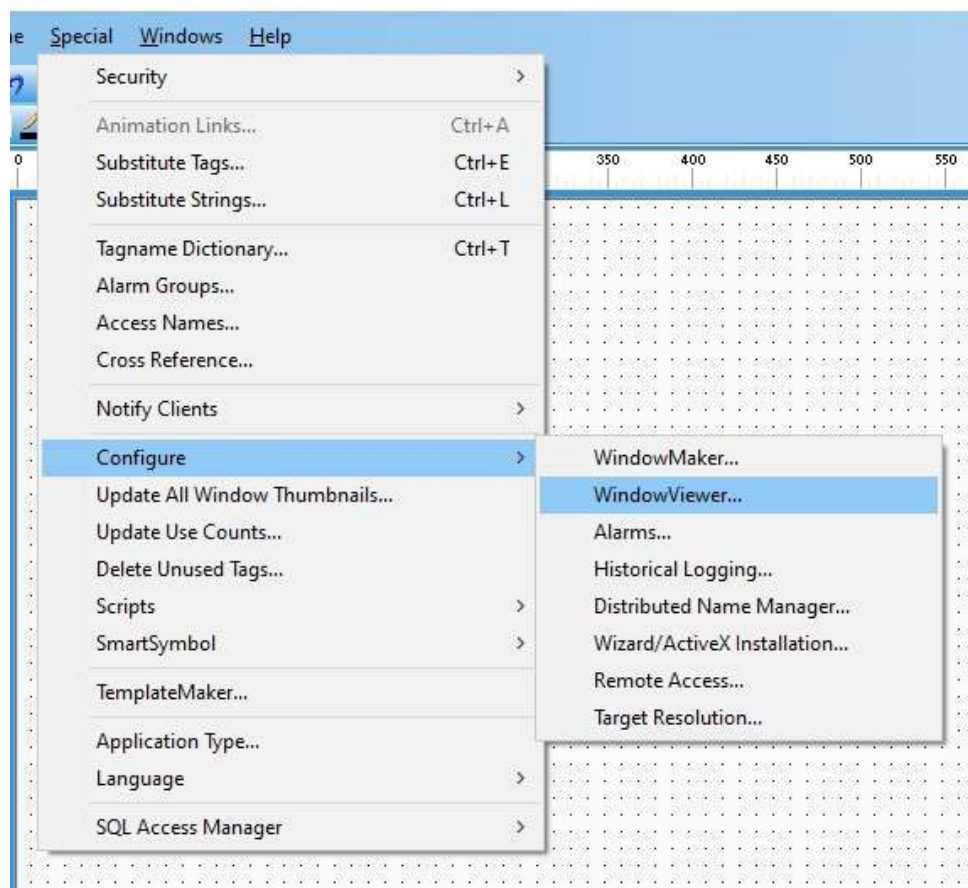 e Special Windows Help
Security
Animation Links... Ctrl+A
Substitute Tags... Ctrl+E
Substitute Strings... Ctrl+L
0 350 400 450 500 550
Tagname Dictionary... Ctrl+T
Alarm Groups...
Access Names...
Cross Reference...
Notify Clients
Configure
Update All Window Thumbnails...
Update Use Counts...
Delete Unused Tags...
Scripts
SmartSymbol
TemplateMaker...
Application Type...
Language
SQL Access Manager
WindowMaker...
WindowViewer...
Alarms...
Historical Logging...
Distributed Name Manager...
Wizard/ActiveX Installation...
Remote Access...
Target Resolution...